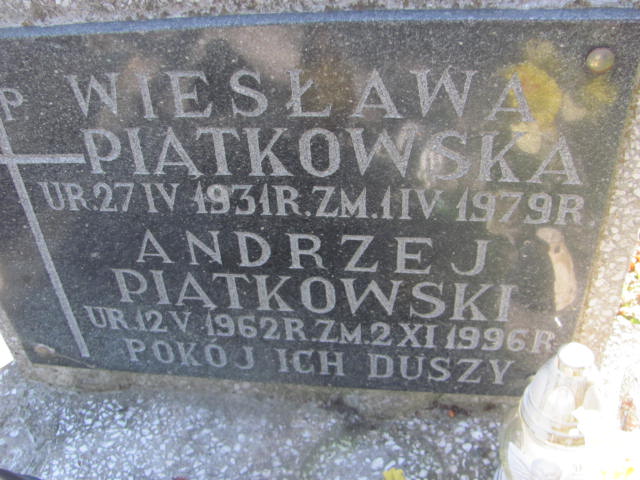 P WIESŁAWA
PIĄTKOWSKA
UR.27 IV 1931R. ZM.1 IV 1979R
ANDRZEJ
PIĄTKOWSKI
UR.12 V 1962R. ZM.2 XI 1996R
POKÓJ ICH DUSZY